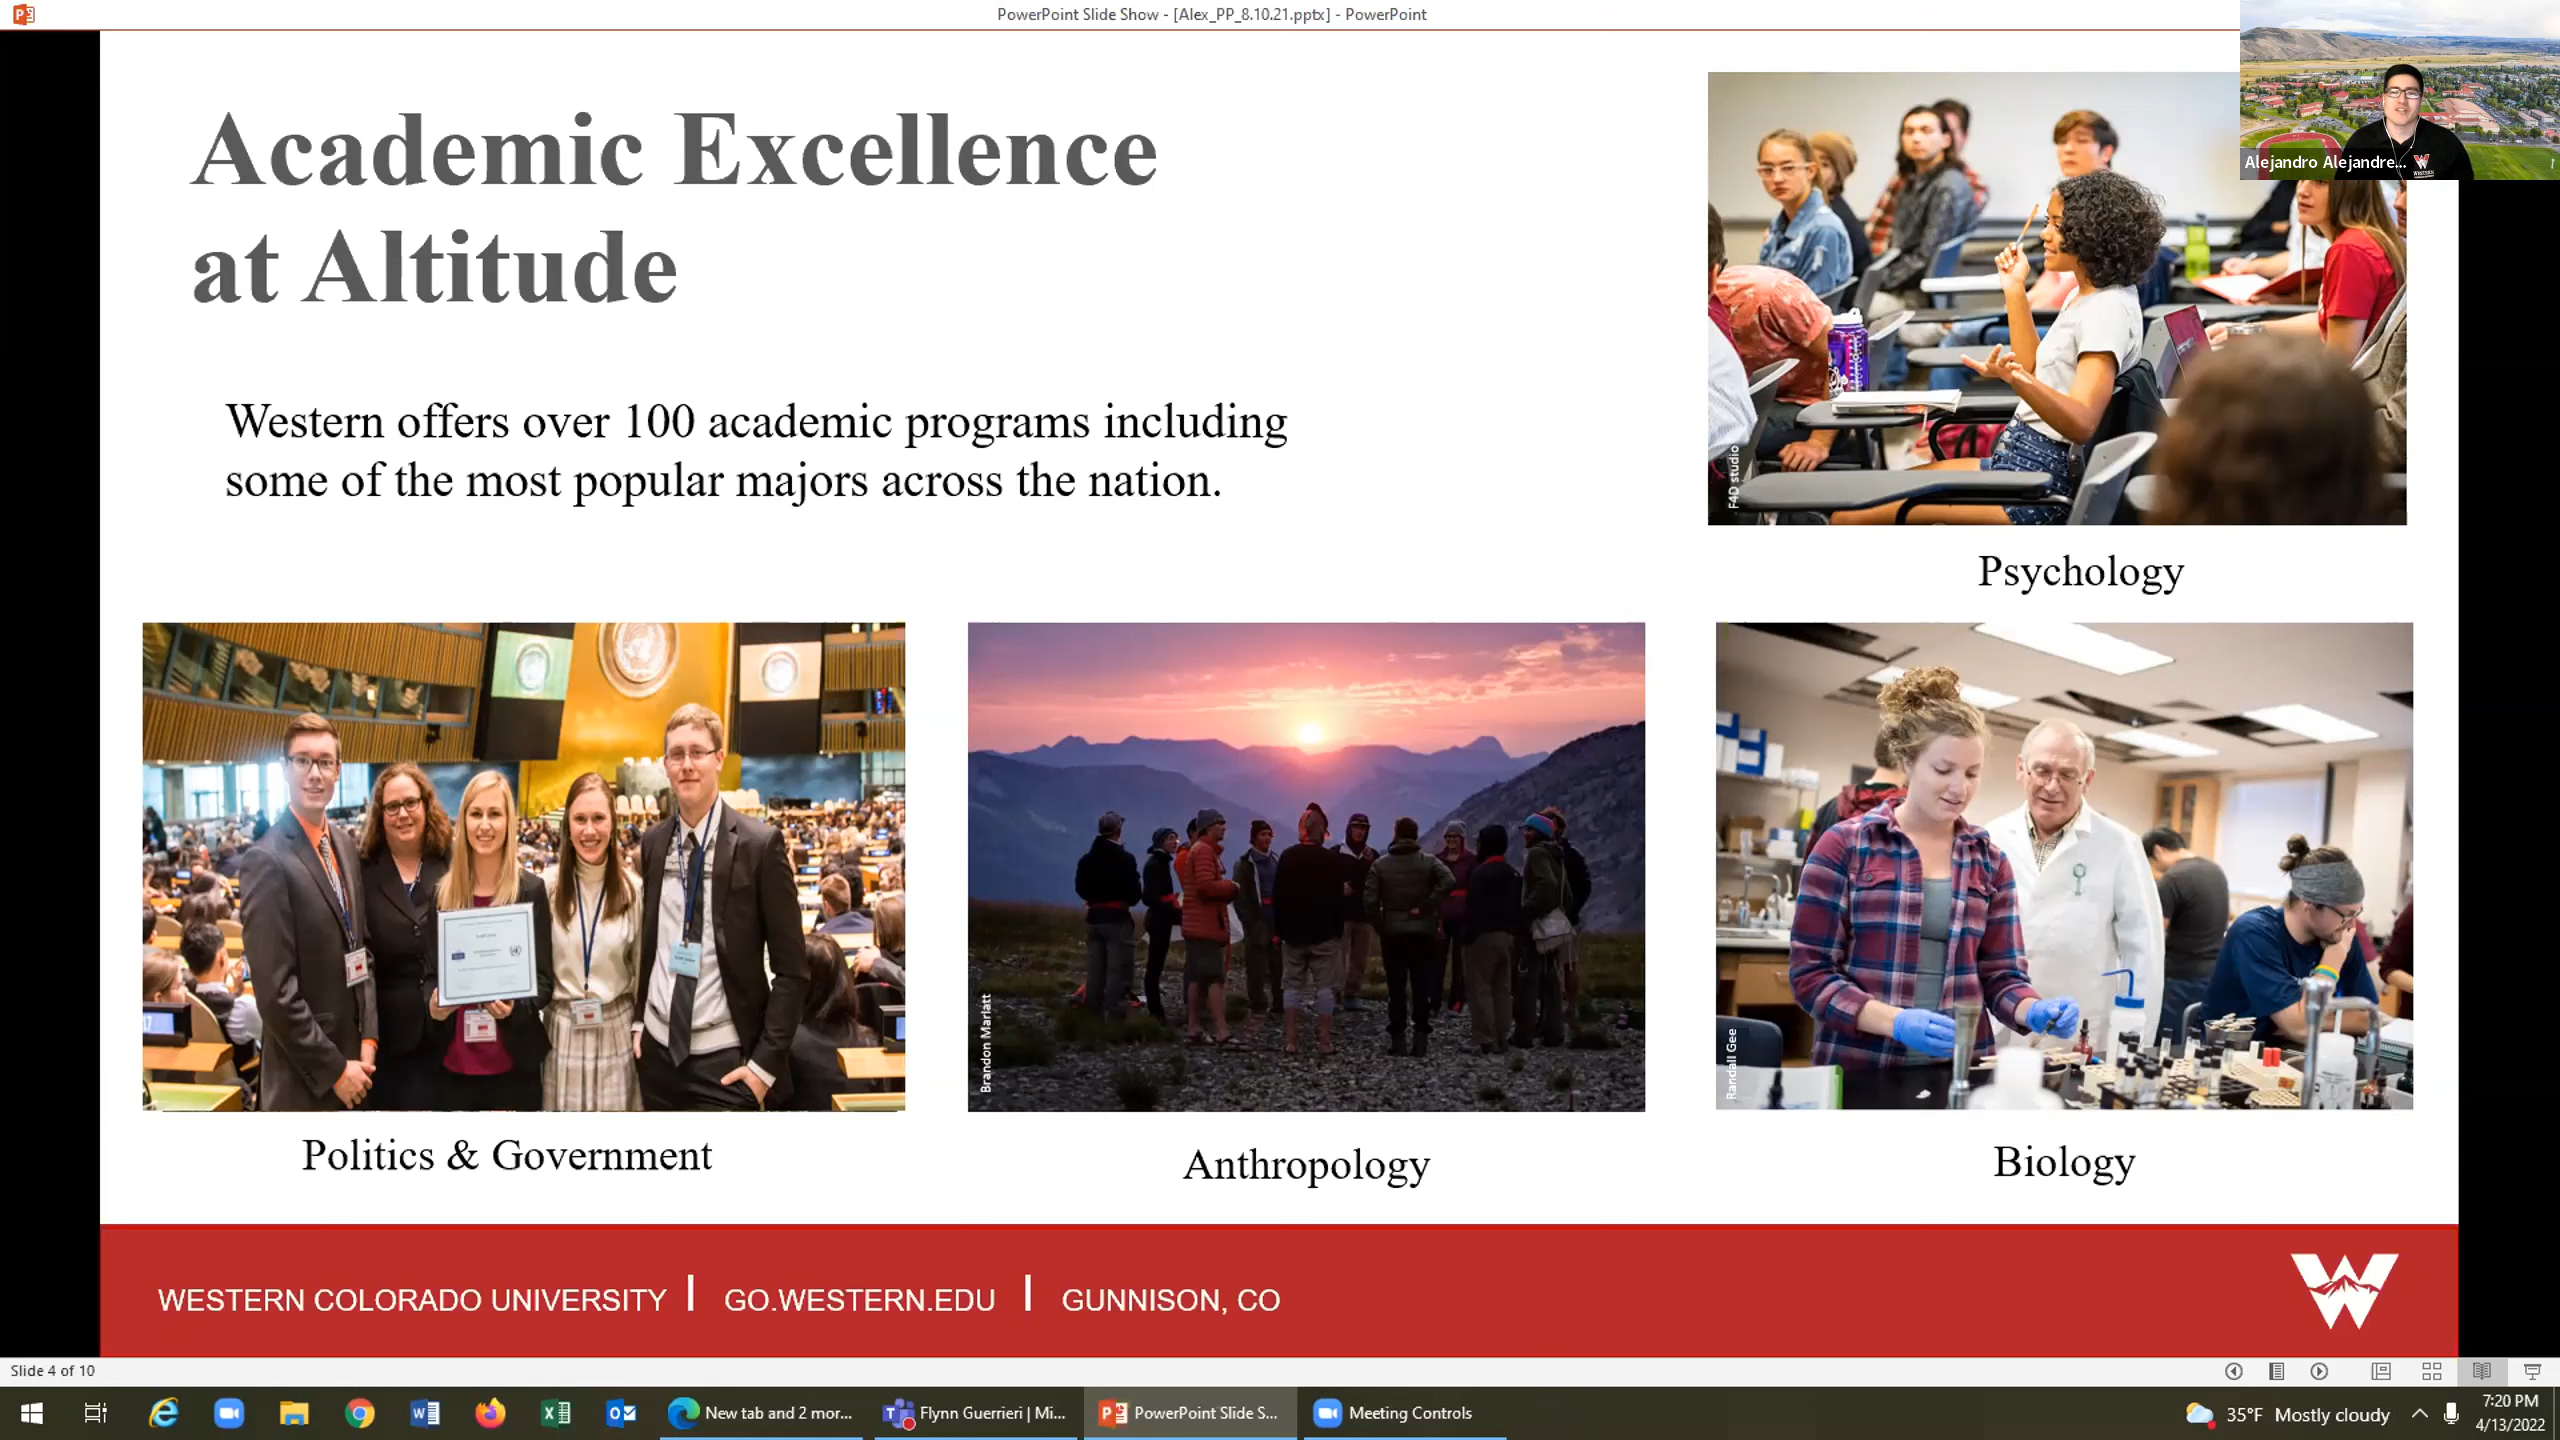 PowerPoint Slide Show - [Alex_PP_8.10.21.pptx] - PowerPoint
Alejandro Alejandre...
WESTERN
Academic Excellence
at Altitude
Western offers over 100 academic programs including
some of the most popular majors across the nation.
F4D studio
Psychology
Brandon Marlatt
Randall Gee
Politics & Government
Anthropology
Biology
WESTERN COLORADO UNIVERSITY | GO.WESTERN.EDU | GUNNISON, CO
Slide 4 of 10
New tab and 2 mor...
Flynn Guerrieri | Mi...
PowerPoint Slide S...
Meeting Controls
35°F Mostly cloudy
7:20 PM
4/13/2022